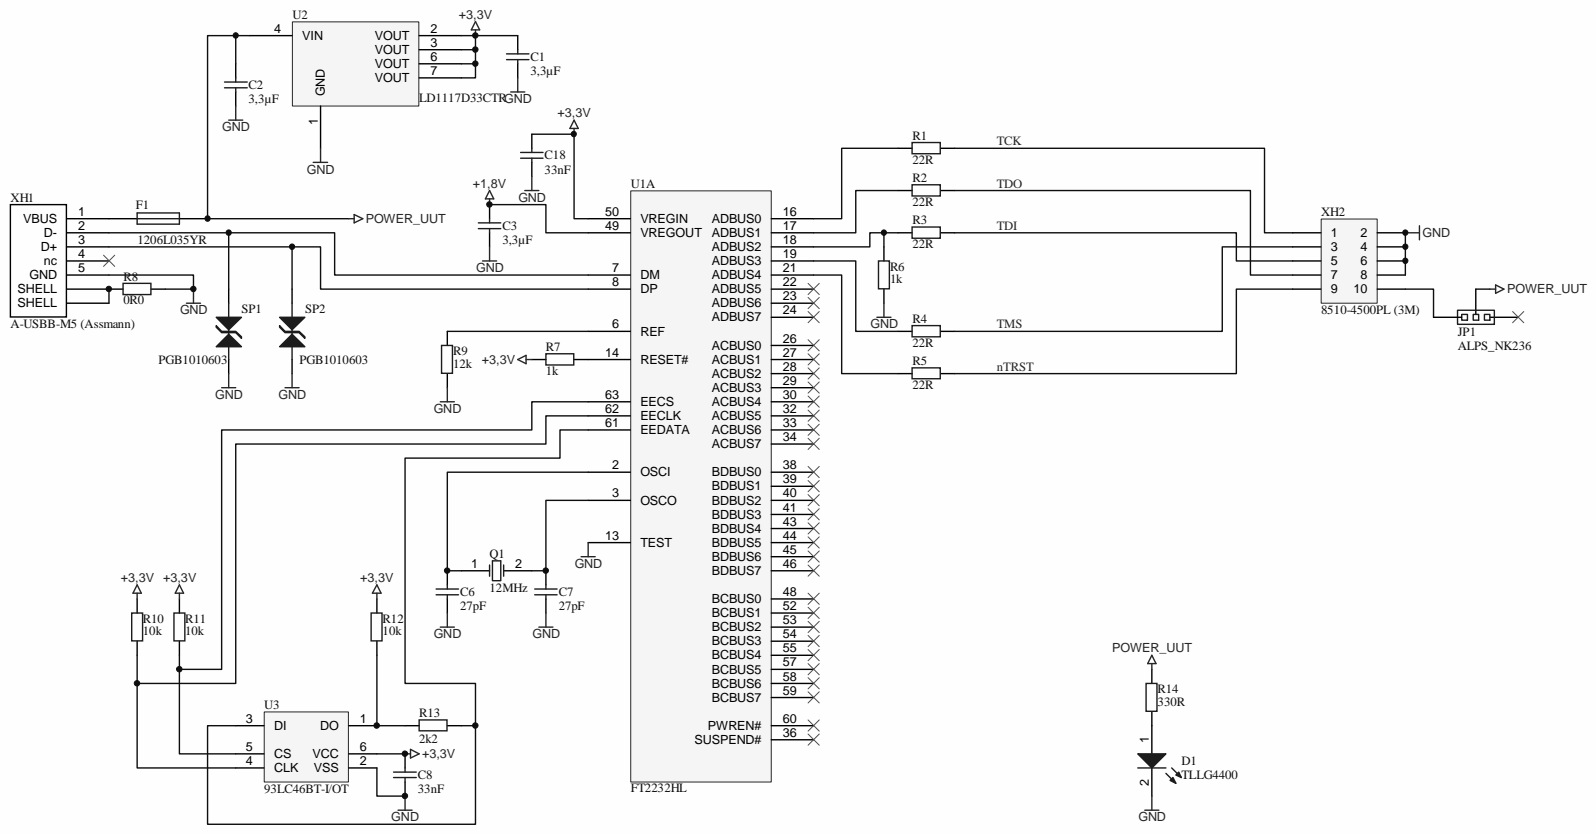 U2
+3,3V
4 VIN VOUT 2
VOUT 3
VOUT 6
VOUT 7
GND
1
C1
3,3µF
GND
C2
3,3µF
GND
LD1117D33CTR
GND
+3,3V
C18
33nF
GND
+1,8V
C3
3,3µF
GND
XH1
VBUS 1
D- 2
D+ 3
nc 4
GND 5
SHELL
SHELL
A-USBB-M5 (Assmann)
F1
1206L035YR
POWER_UUT
R8
0R0
GND
SP1
PGB1010603
GND
SP2
PGB1010603
GND
U1A
50 VREGIN
49 VREGOUT
7 DM
8 DP
6 REF
14 RESET#
63 EECS
62 EECLK
61 EEDATA
2 OSCI
3 OSCO
13 TEST
GND
R9
12k
GND
+3,3V
R7
1k
1 Q1 2
12MHz
C6
27pF
GND
C7
27pF
GND
ADBUS0 16
ADBUS1 17
ADBUS2 18
ADBUS3 19
ADBUS4 21
ADBUS5 22
ADBUS6 23
ADBUS7 24
ACBUS0 26
ACBUS1 27
ACBUS2 28
ACBUS3 29
ACBUS4 30
ACBUS5 32
ACBUS6 33
ACBUS7 34
BDBUS0 38
BDBUS1 39
BDBUS2 40
BDBUS3 41
BDBUS4 43
BDBUS5 44
BDBUS6 45
BDBUS7 46
BCBUS0 48
BCBUS1 52
BCBUS2 53
BCBUS3 54
BCBUS4 55
BCBUS5 57
BCBUS6 58
BCBUS7 59
PWREN# 60
SUSPEND# 36
FT2232HL
R1 TCK
22R
R2 TDO
22R
R3 TDI
22R
R6
1k
GND
R4 TMS
22R
R5 nTRST
22R
XH2
1 2
3 4
5 6
7 8
9 10
8510-4500PL (3M)
GND
POWER_UUT
JP1
ALPS_NK236
+3,3V
R10
10k
+3,3V
R11
10k
+3,3V
R12
10k
U3
3 DI DO 1
5 CS VCC 6
4 CLK VSS 2
93LC46BT-I/OT
R13
2k2
+3,3V
C8
33nF
GND
POWER_UUT
R14
330R
1
D1
TLLG4400
2
GND